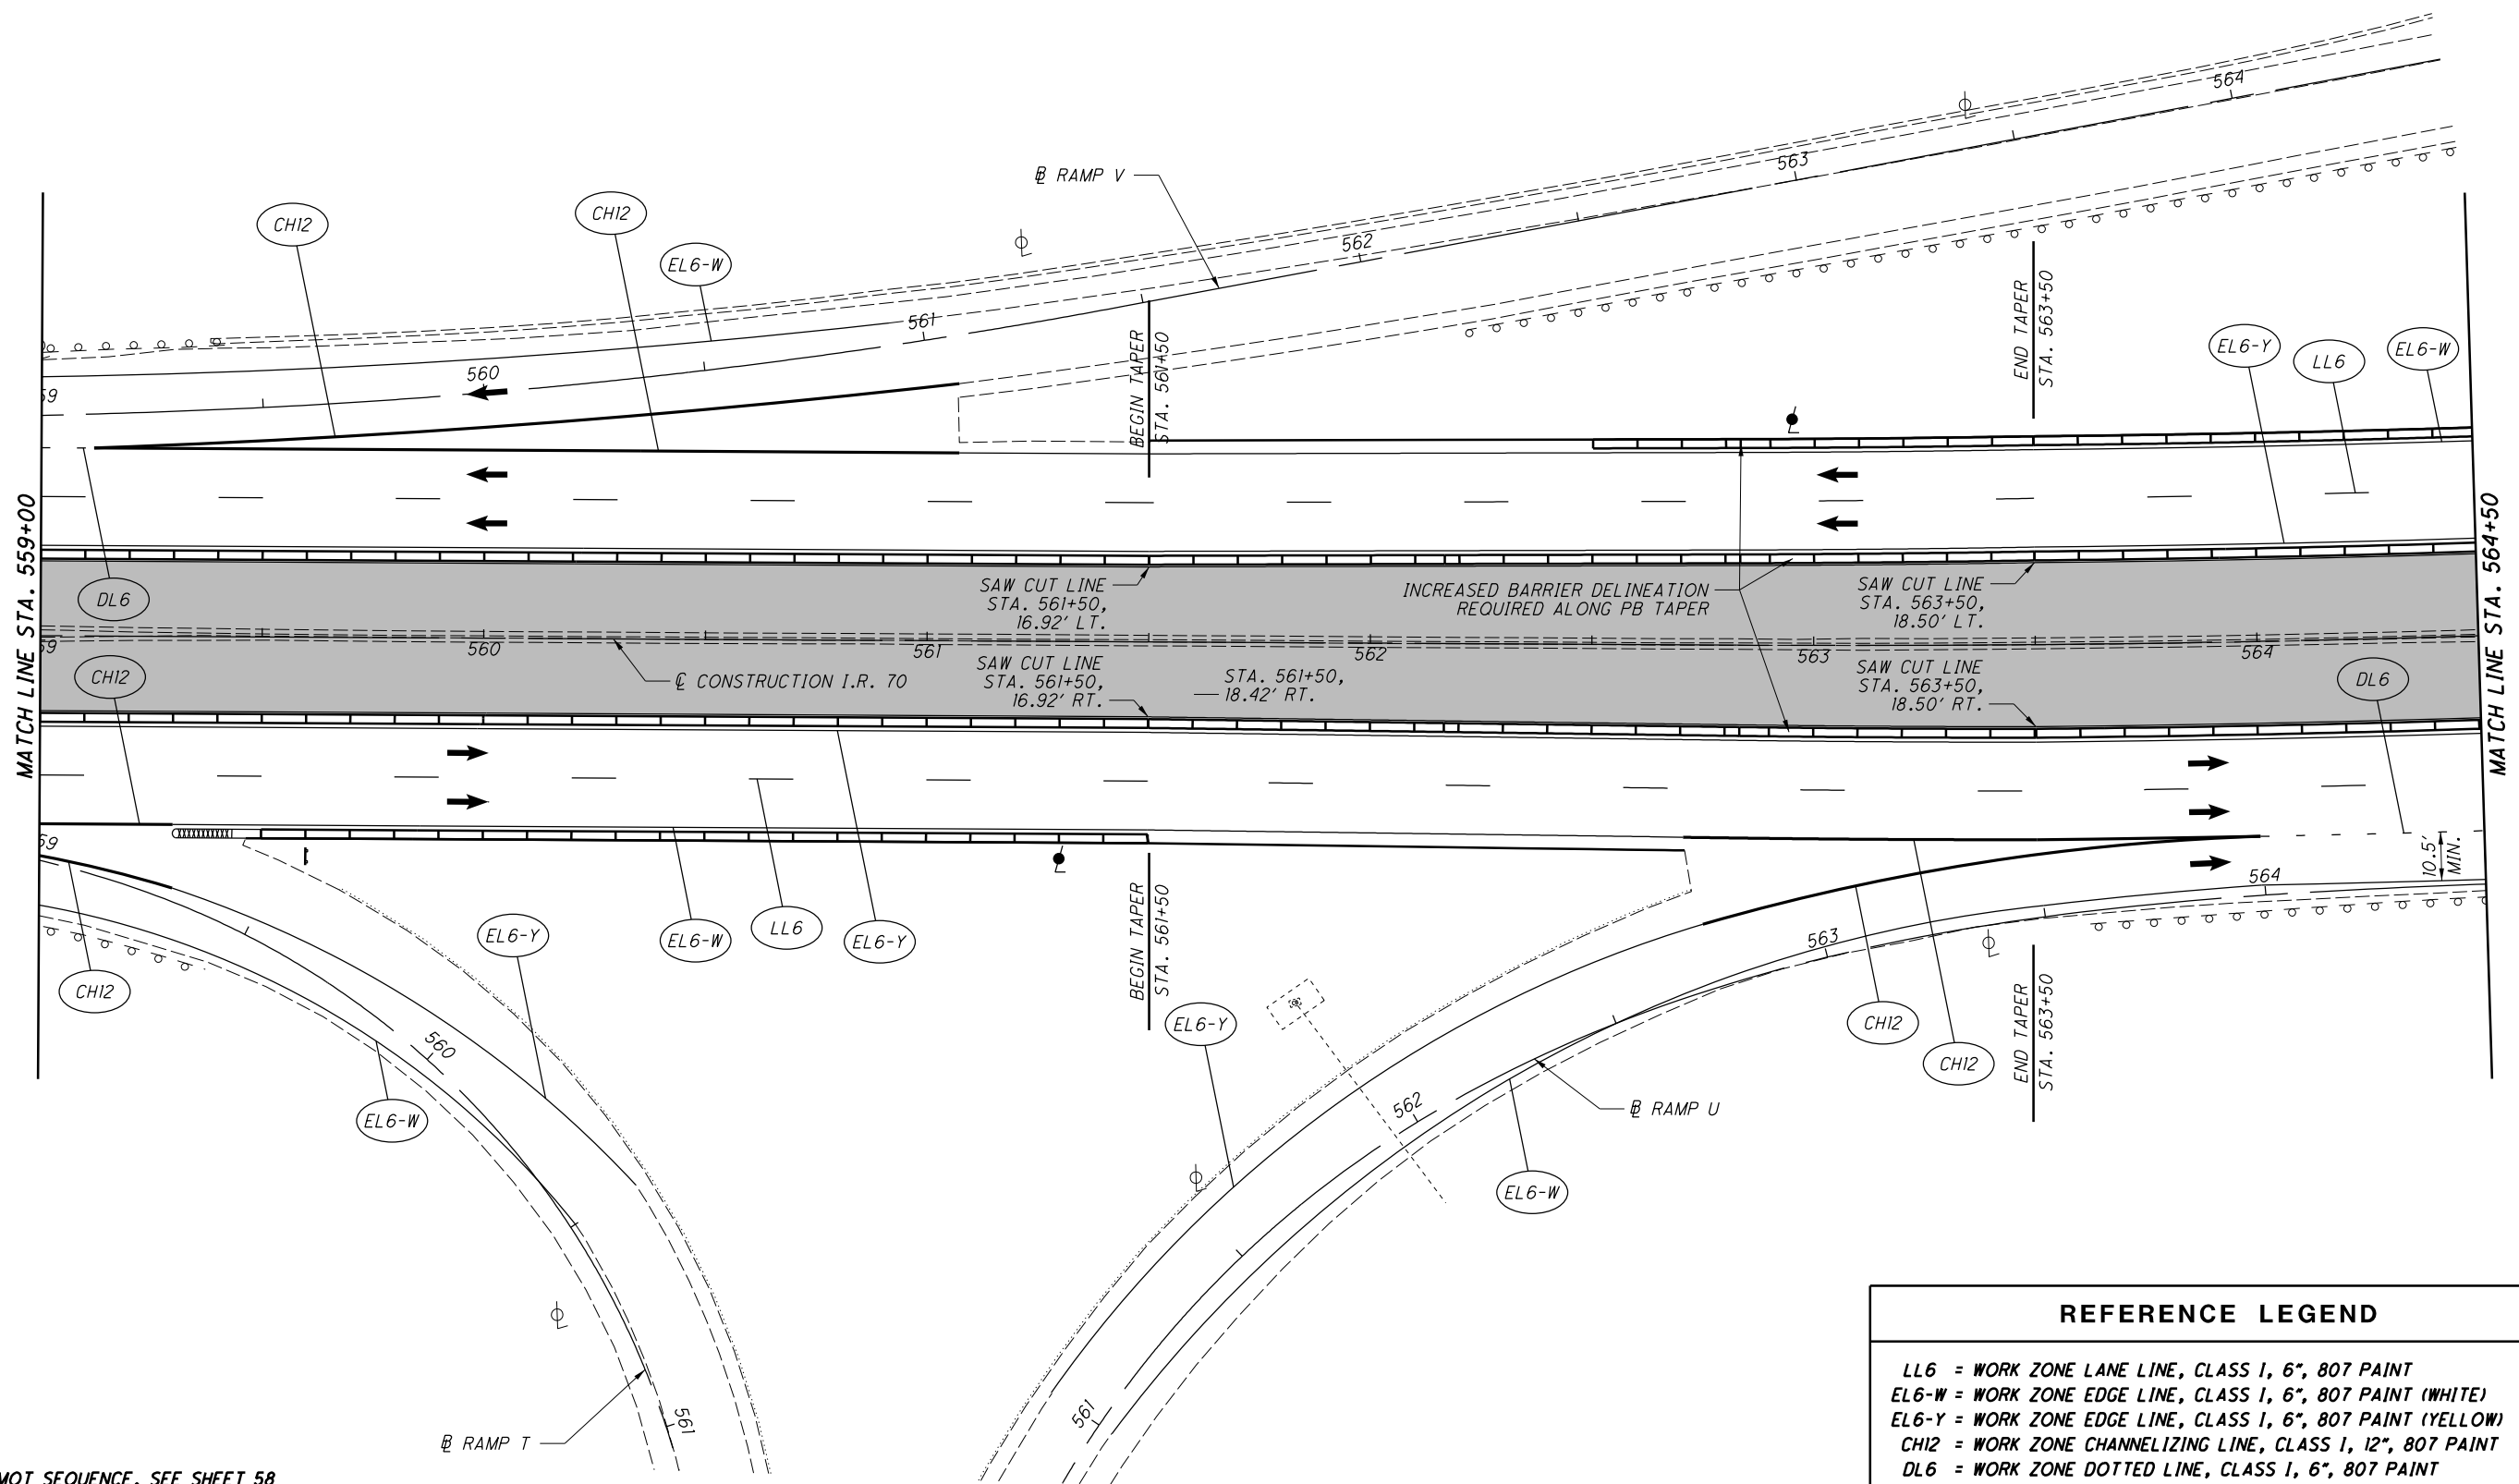 564
563
℄ RAMP V
CH12
CH12
562
EL6-W
561
560
59
BEGIN TAPER
STA. 561+50
END TAPER
STA. 563+50
EL6-Y
LL6
EL6-W
MATCH LINE STA. 559+00
MATCH LINE STA. 564+50
DL6
SAW CUT LINE
STA. 561+50,
16.92' LT.
INCREASED BARRIER DELINEATION
REQUIRED ALONG PB TAPER
SAW CUT LINE
STA. 563+50,
18.50' LT.
59
560
561
562
563
564
CH12
℄ CONSTRUCTION I.R. 70
SAW CUT LINE
STA. 561+50,
16.92' RT.
STA. 561+50,
18.42' RT.
SAW CUT LINE
STA. 563+50,
18.50' RT.
DL6
59
10.5'
MIN.
564
563
EL6-Y
EL6-W
LL6
EL6-Y
BEGIN TAPER
STA. 561+50
END TAPER
STA. 563+50
CH12
EL6-Y
CH12
CH12
560
562
EL6-W
℄ RAMP U
EL6-W
561
561
℄ RAMP T
REFERENCE LEGEND
LL6 = WORK ZONE LANE LINE, CLASS I, 6", 807 PAINT
EL6-W = WORK ZONE EDGE LINE, CLASS I, 6", 807 PAINT (WHITE)
EL6-Y = WORK ZONE EDGE LINE, CLASS I, 6", 807 PAINT (YELLOW)
CH12 = WORK ZONE CHANNELIZING LINE, CLASS I, 12", 807 PAINT
DL6 = WORK ZONE DOTTED LINE, CLASS I, 6", 807 PAINT
MOT SEQUENCE, SEE SHEET 58